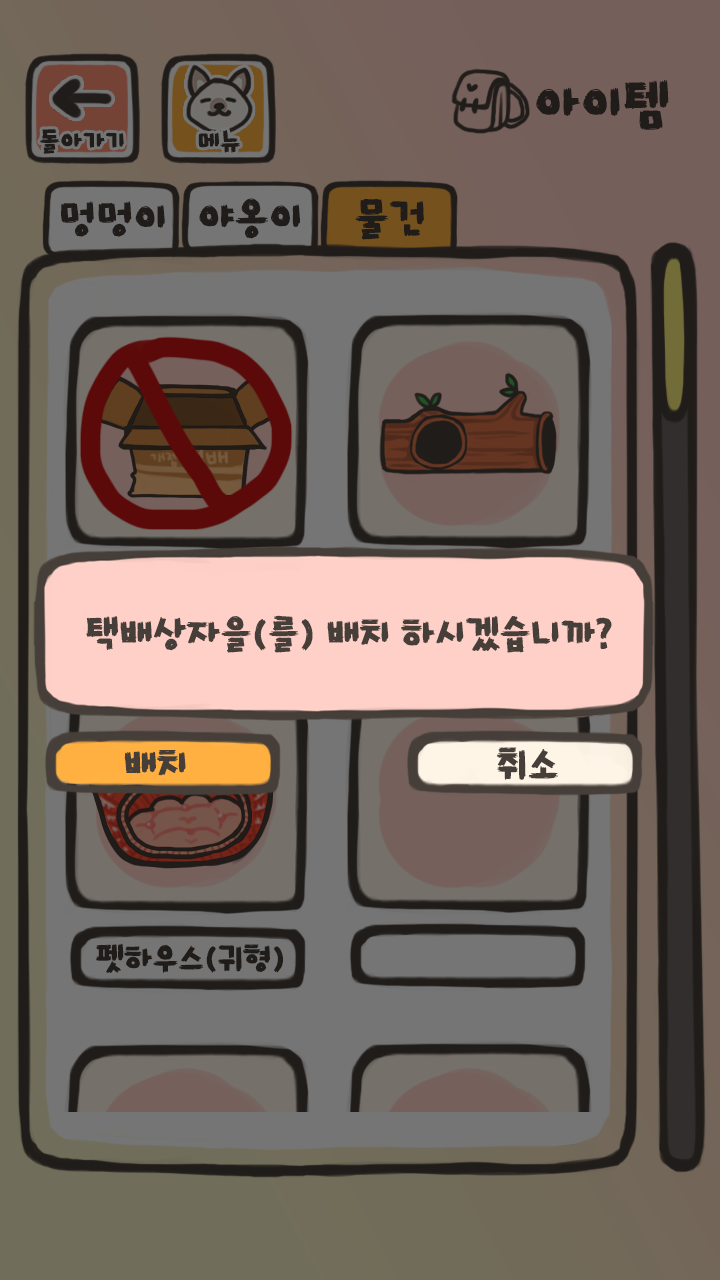 돌아가기
메뉴
아이템
멍멍이
야옹이
물건
택배상자을(를) 배치 하시겠습니까?
배치
취소
펫하우스(귀형)